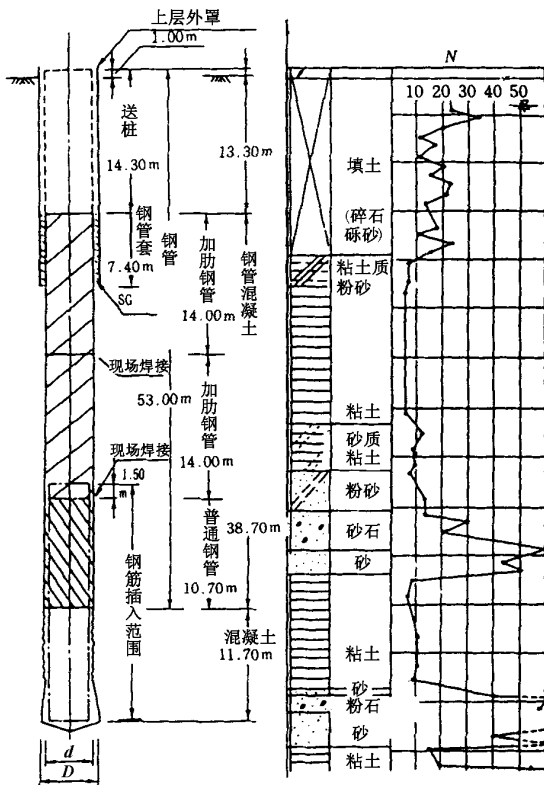 上层外罩
1.00m
送桩
14.30m
13.30m
钢管套
7.40m
SG
钢管
加肋钢管
14.00m
钢管混凝土
现场焊接
53.00m
加肋钢管
14.00m
现场焊接
1.50
m
普通钢管
10.70m
38.70m
钢筋插入范围
混凝土
11.70m
d
D
N
10 20 30 40 50
填土
(碎石
砾砂)
粘土质
粉砂
粘土
砂质
粘土
粉砂
砂石
砂
粘土
砂
粉石
砂
粘土